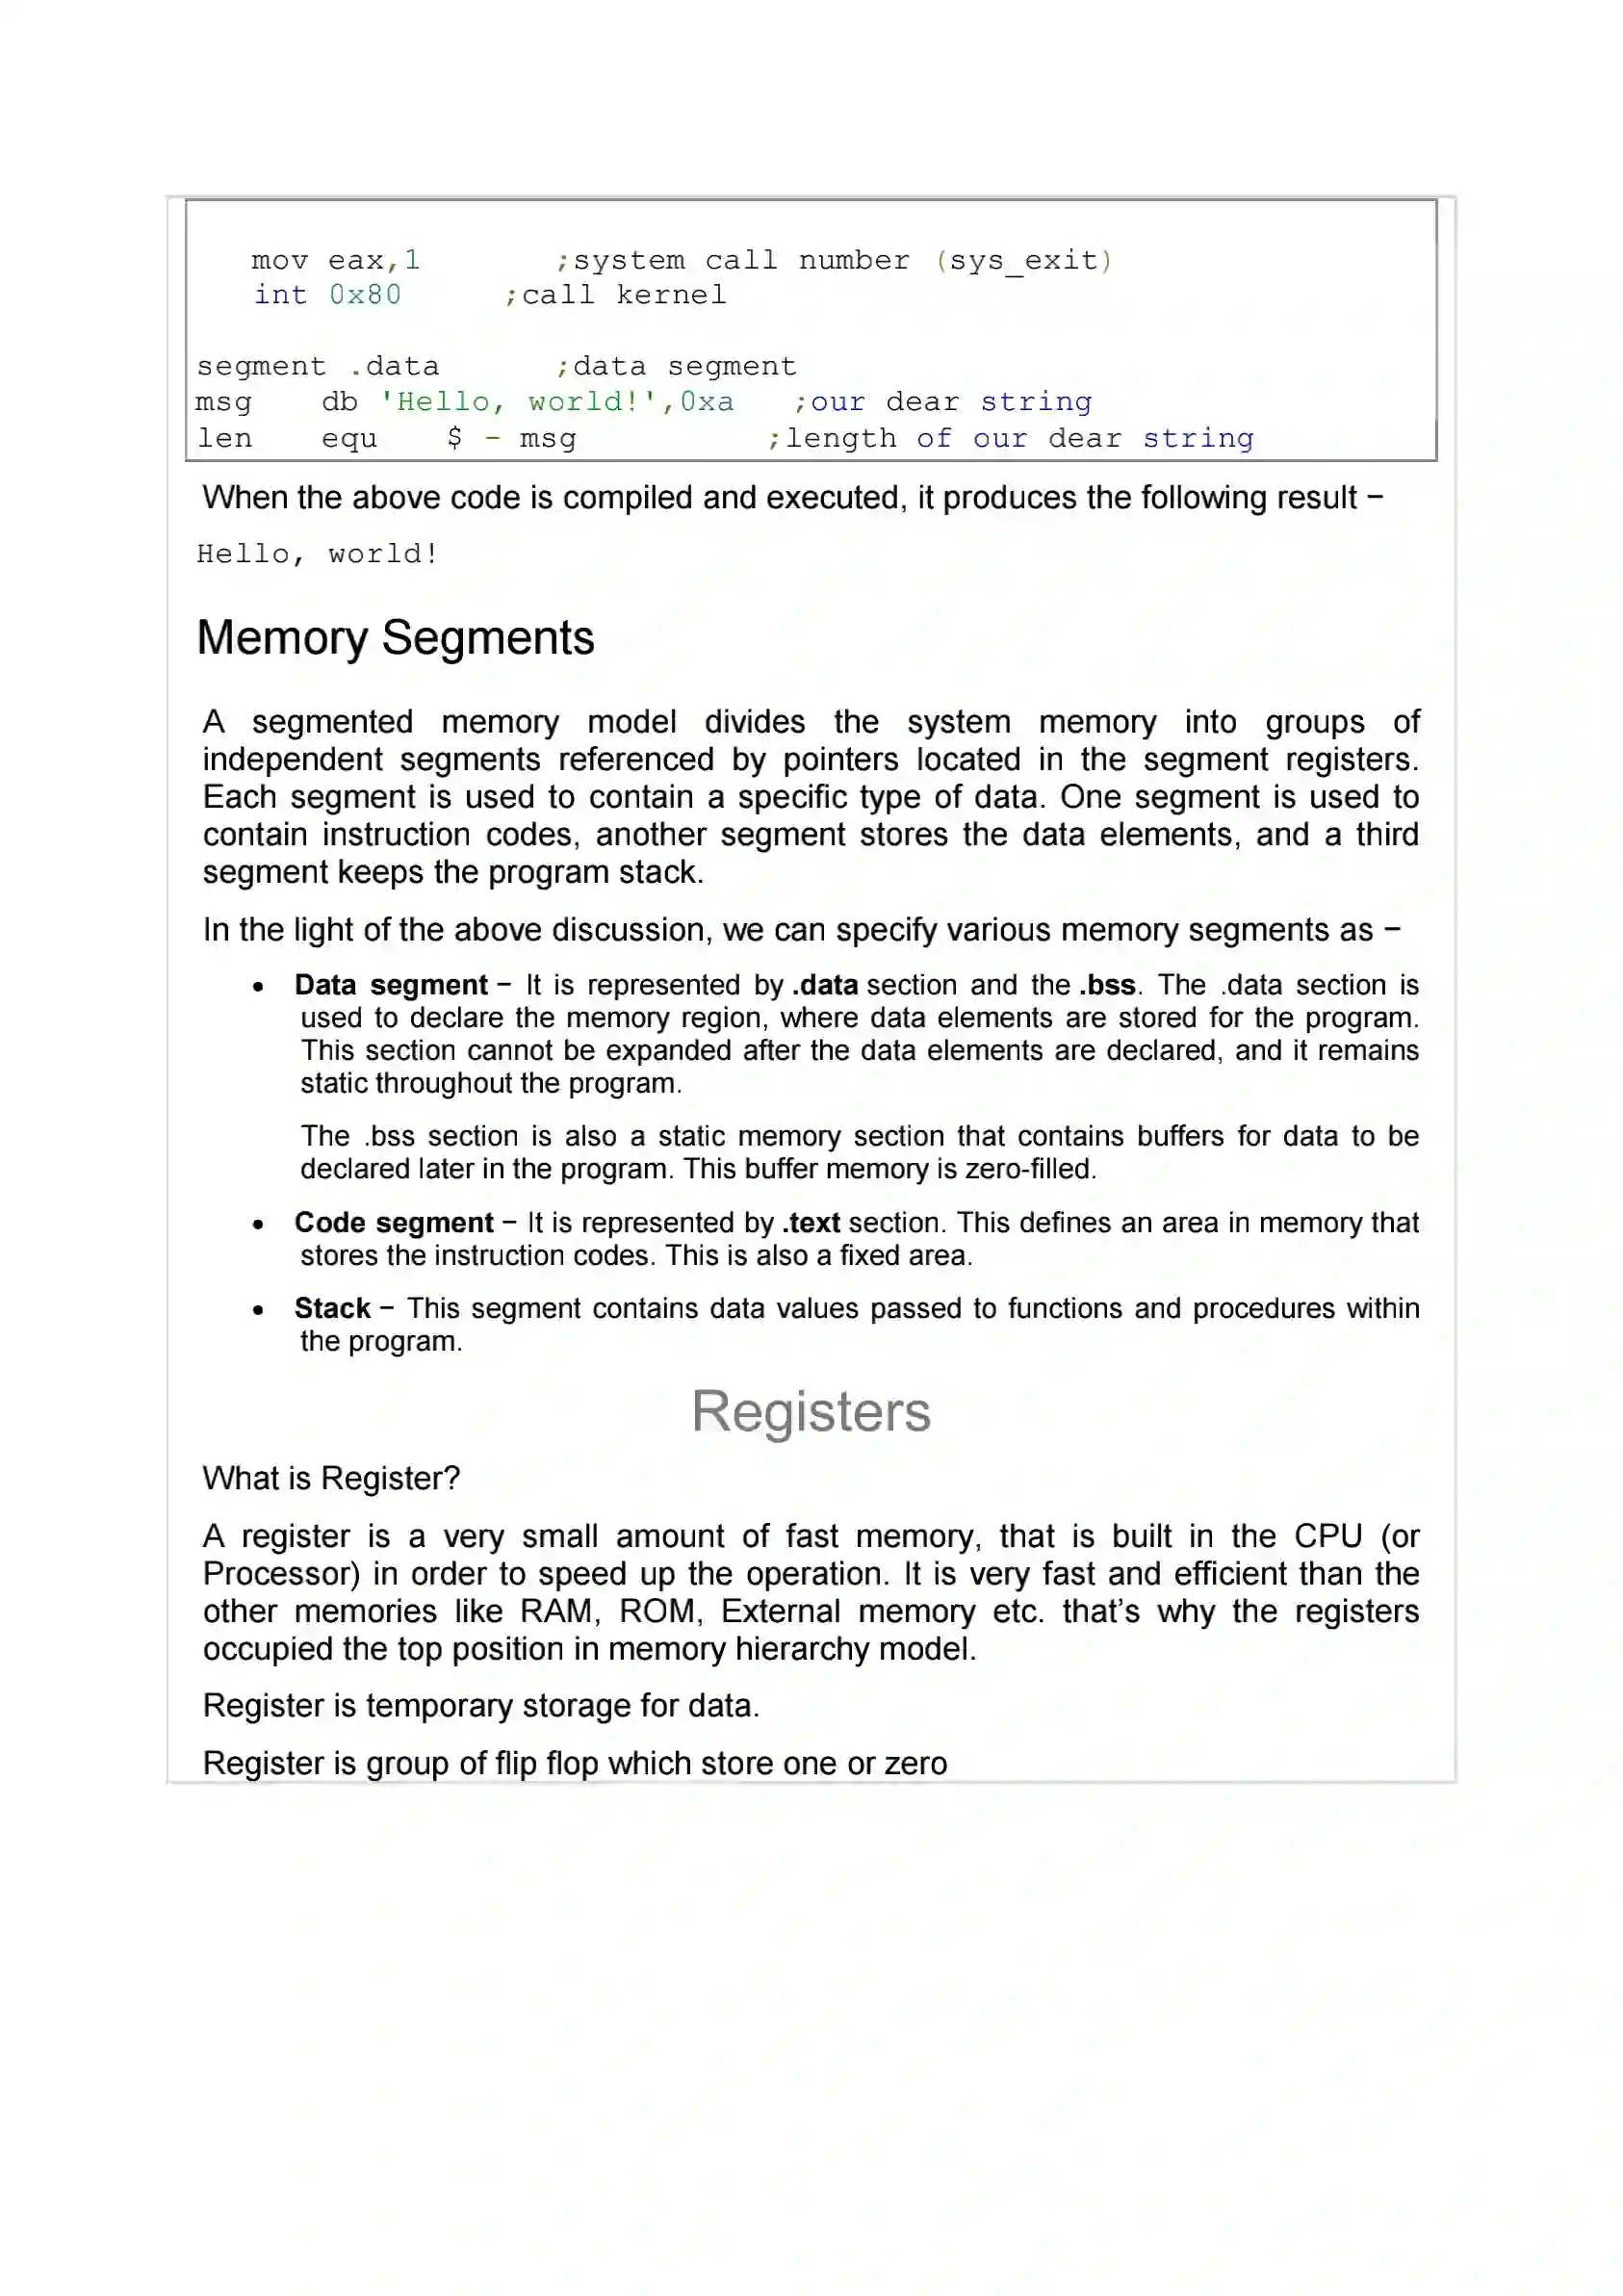 mov eax,1 ;system call number (sys_exit)
int 0x80 ;call kernel
segment .data ;data segment
msg db 'Hello, world!',0xa ;our dear string
len equ $ - msg ;length of our dear string
When the above code is compiled and executed, it produces the following result −
Hello, world!
Memory Segments
A segmented memory model divides the system memory into groups of
independent segments referenced by pointers located in the segment registers.
Each segment is used to contain a specific type of data. One segment is used to
contain instruction codes, another segment stores the data elements, and a third
segment keeps the program stack.
In the light of the above discussion, we can specify various memory segments as −
• Data segment − It is represented by .data section and the .bss. The .data section is
used to declare the memory region, where data elements are stored for the program.
This section cannot be expanded after the data elements are declared, and it remains
static throughout the program.
The .bss section is also a static memory section that contains buffers for data to be
declared later in the program. This buffer memory is zero-filled.
• Code segment − It is represented by .text section. This defines an area in memory that
stores the instruction codes. This is also a fixed area.
• Stack − This segment contains data values passed to functions and procedures within
the program.
Registers
What is Register?
A register is a very small amount of fast memory, that is built in the CPU (or
Processor) in order to speed up the operation. It is very fast and efficient than the
other memories like RAM, ROM, External memory etc. that’s why the registers
occupied the top position in memory hierarchy model.
Register is temporary storage for data.
Register is group of flip flop which store one or zero